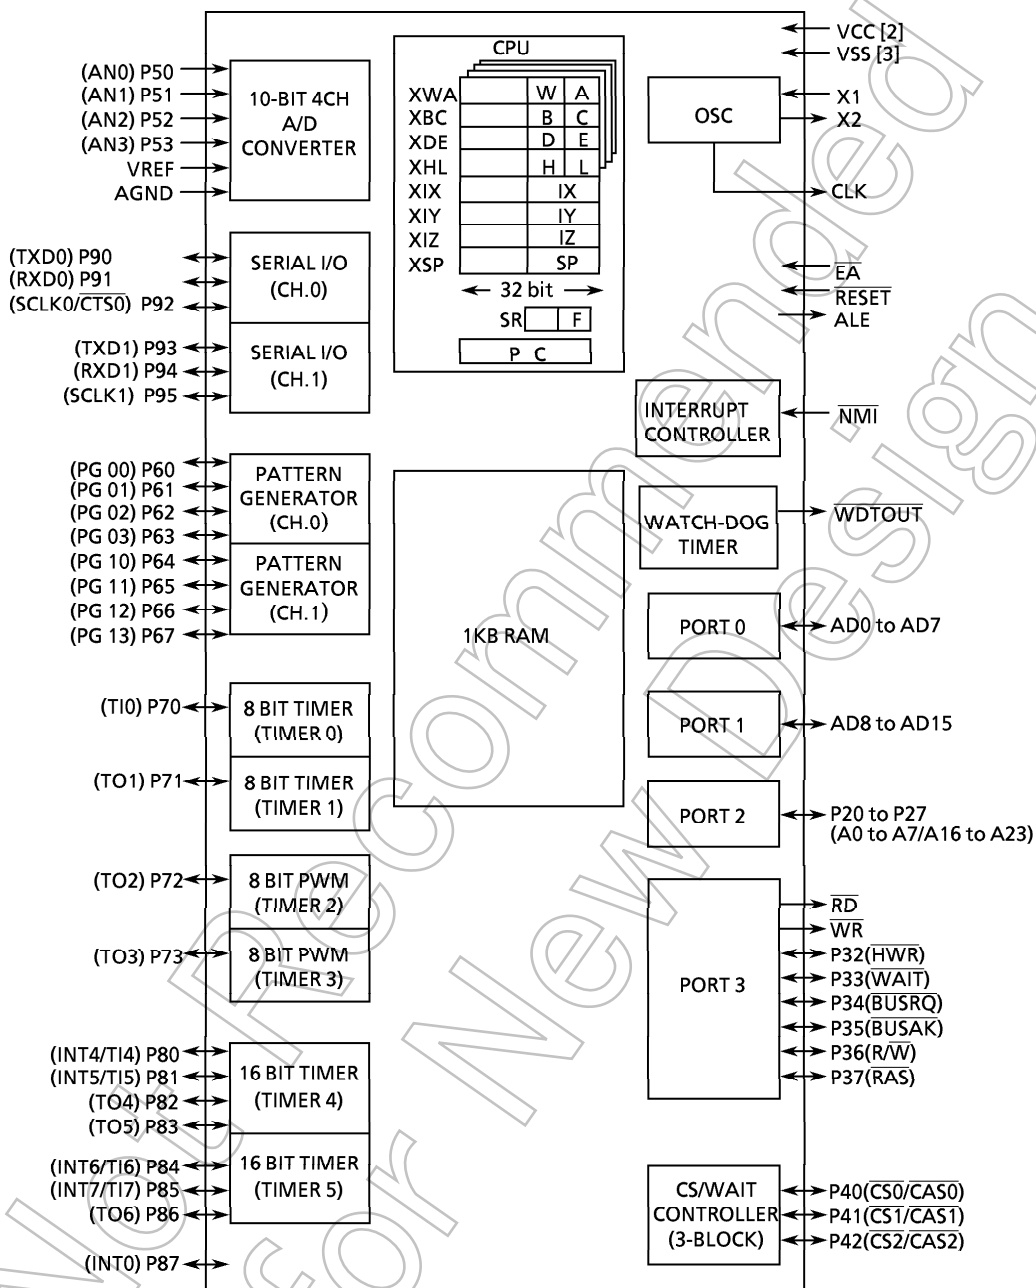 (AN0) P50
(AN1) P51
(AN2) P52
(AN3) P53
VREF
AGND
10-BIT 4CH
A/D
CONVERTER
(TXD0) P90
(RXD0) P91
(SCLK0/CTS0) P92
SERIAL I/O
(CH.0)
(TXD1) P93
(RXD1) P94
(SCLK1) P95
SERIAL I/O
(CH.1)
(PG 00) P60
(PG 01) P61
(PG 02) P62
(PG 03) P63
PATTERN
GENERATOR
(CH.0)
(PG 10) P64
(PG 11) P65
(PG 12) P66
(PG 13) P67
PATTERN
GENERATOR
(CH.1)
(TI0) P70
8 BIT TIMER
(TIMER 0)
(TO1) P71
8 BIT TIMER
(TIMER 1)
(TO2) P72
8 BIT PWM
(TIMER 2)
(TO3) P73
8 BIT PWM
(TIMER 3)
(INT4/TI4) P80
(INT5/TI5) P81
(TO4) P82
(TO5) P83
16 BIT TIMER
(TIMER 4)
(INT6/TI6) P84
(INT7/TI7) P85
(TO6) P86
16 BIT TIMER
(TIMER 5)
(INT0) P87
CPU
XWA W A
XBC B C
XDE D E
XHL H L
XIX IX
XIY IY
XIZ IZ
XSP SP
32 bit
SR F
P C
1KB RAM
VCC [2]
VSS [3]
OSC
X1
X2
CLK
EA
RESET
ALE
INTERRUPT
CONTROLLER
NMI
WATCH-DOG
TIMER
WDTOUT
PORT 0
AD0 to AD7
PORT 1
AD8 to AD15
PORT 2
P20 to P27
(A0 to A7/A16 to A23)
PORT 3
RD
WR
P32(HWR)
P33(WAIT)
P34(BUSRQ)
P35(BUSAK)
P36(R/W)
P37(RAS)
CS/WAIT
CONTROLLER
(3-BLOCK)
P40(CS0/CAS0)
P41(CS1/CAS1)
P42(CS2/CAS2)
Not Recommended
for New Design